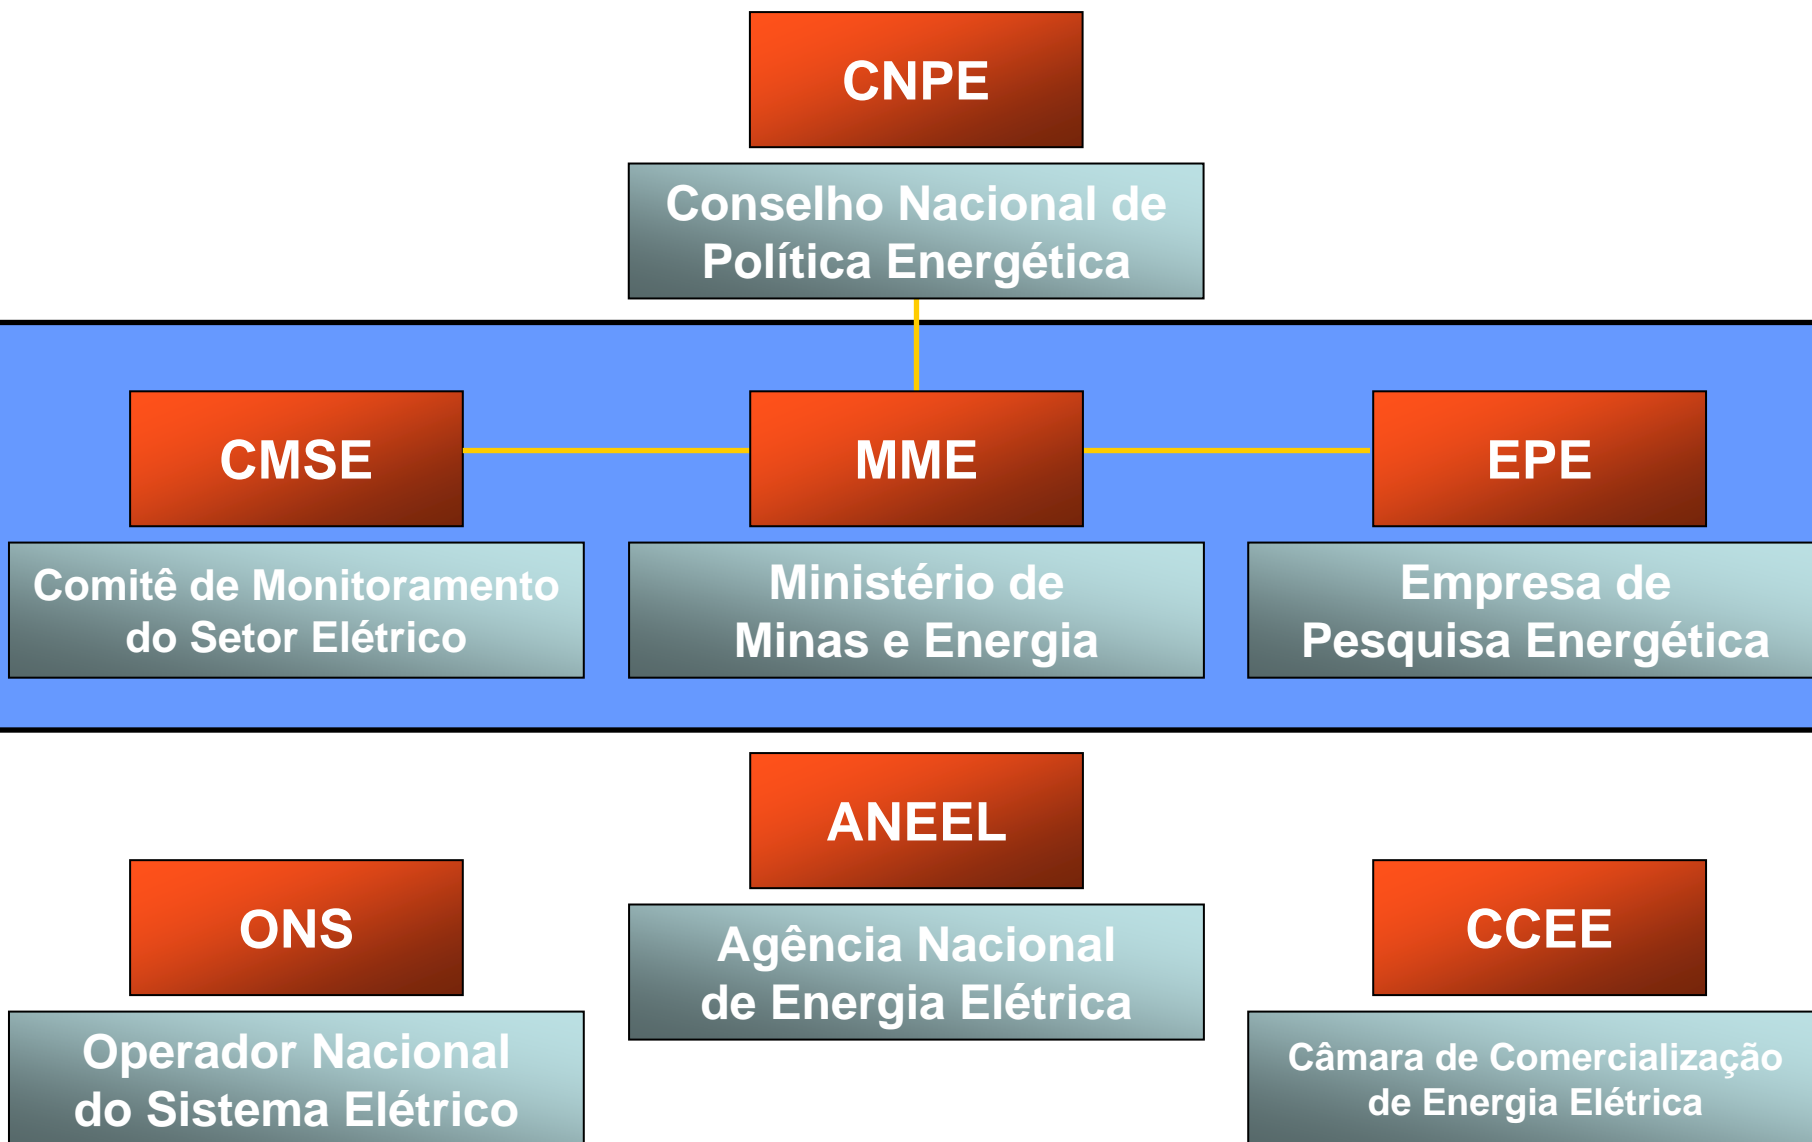 CNPE
Conselho Nacional de
Política Energética
CMSE
MME
EPE
Comitê de Monitoramento
do Setor Elétrico
Ministério de
Minas e Energia
Empresa de
Pesquisa Energética
ANEEL
Agência Nacional
de Energia Elétrica
ONS
Operador Nacional
do Sistema Elétrico
CCEE
Câmara de Comercialização
de Energia Elétrica